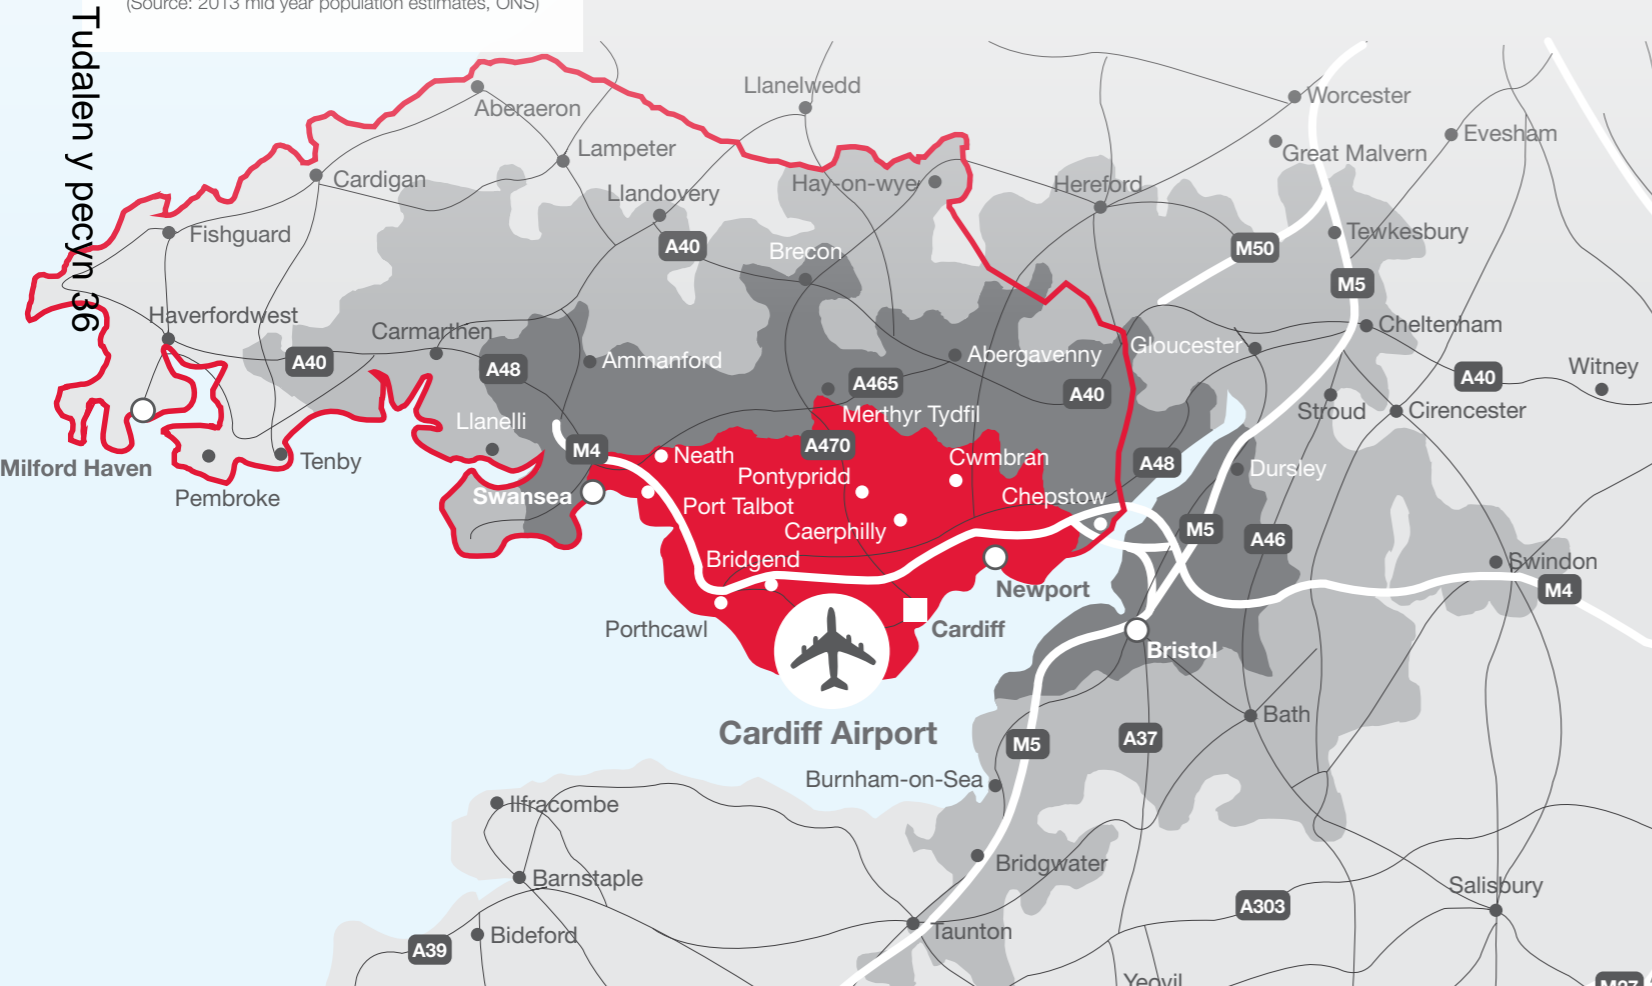 (Source: 2013 mid year population estimates, ONS)
Tudalen y pecyn 36
Llanelwedd
Aberaeron
Worcester
Evesham
Great Malvern
Lampeter
Cardigan
Llandovery
Hay-on-wye
Hereford
Fishguard
A40
Brecon
M50
Tewkesbury
M5
Haverfordwest
Carmarthen
Cheltenham
A40
A48
Ammanford
Abergavenny
Gloucester
A40
Witney
A465
A40
Merthyr Tydfil
Stroud
Cirencester
Llanelli
M4
A470
Neath
Cwmbran
A48
Milford Haven
Tenby
Dursley
Pembroke
Swansea
Pontypridd
Chepstow
Port Talbot
Caerphilly
M5
A46
Bridgend
Swindon
Newport
M4
Porthcawl
Cardiff
Bristol
Cardiff Airport
Bath
M5
A37
Burnham-on-Sea
Ilfracombe
Bridgwater
Barnstaple
Salisbury
A303
Bideford
Taunton
A39
Yeovil
M27